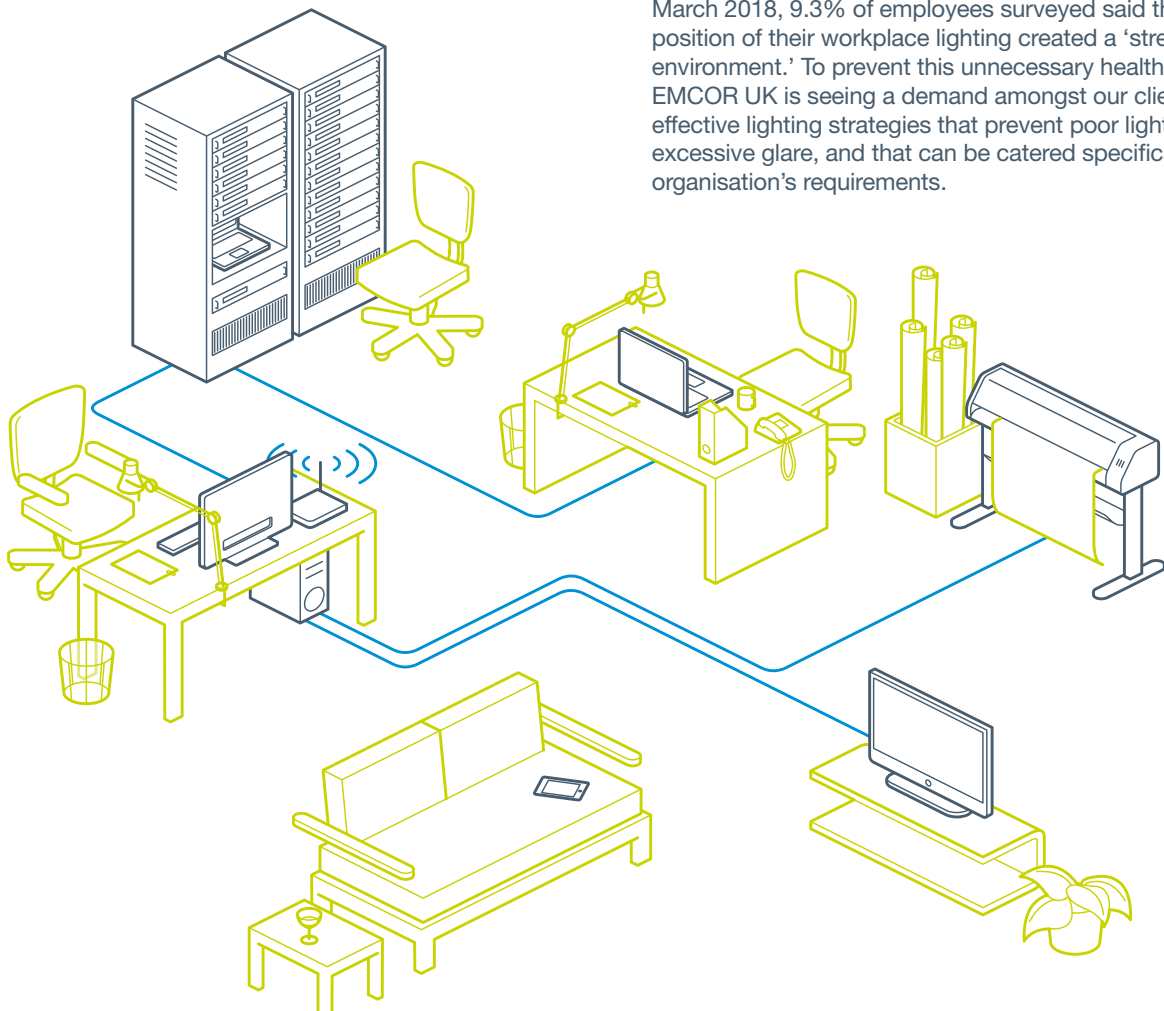 March 2018, 9.3% of employees surveyed said th
position of their workplace lighting created a ‘stre
environment.’ To prevent this unnecessary health
EMCOR UK is seeing a demand amongst our clie
effective lighting strategies that prevent poor light
excessive glare, and that can be catered specific
organisation’s requirements.